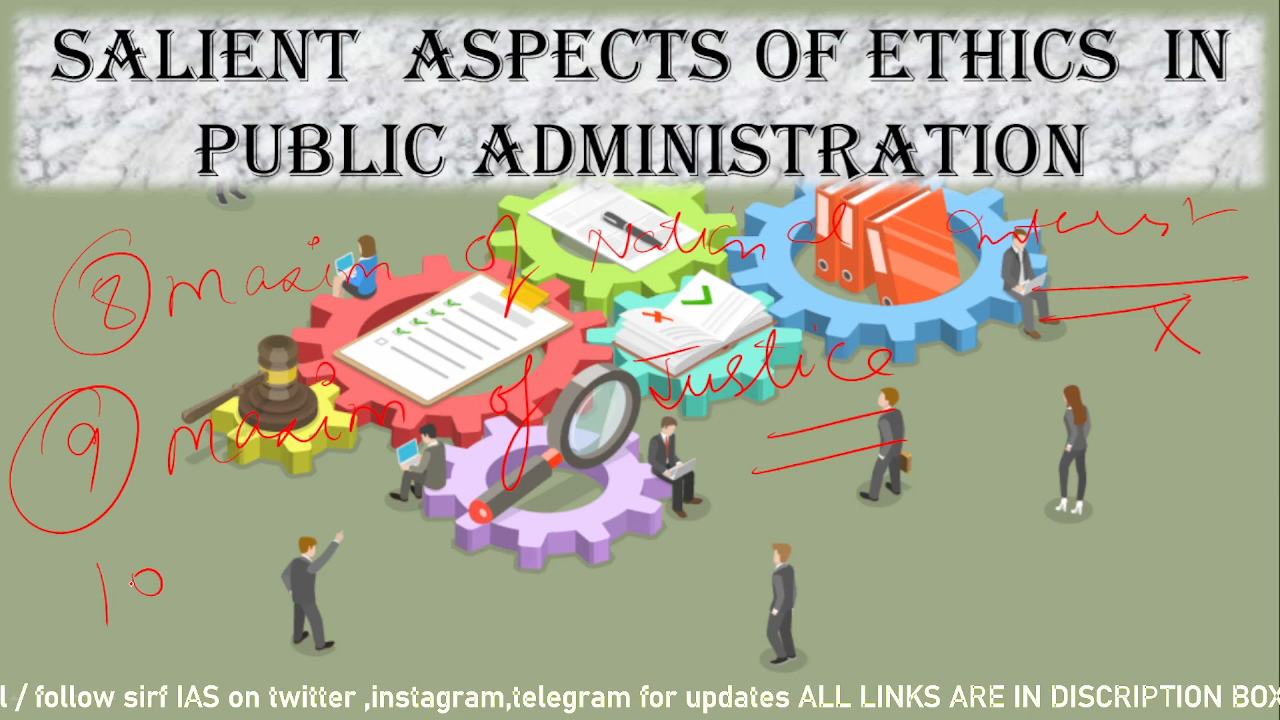 SALIENT ASPECTS OF ETHICS IN
PUBLIC ADMINISTRATION
8 maxim of National Interest
X
9 maxim of Justice
10
l / follow sirf IAS on twitter ,instagram,telegram for updates ALL LINKS ARE IN DISCRIPTION BOX